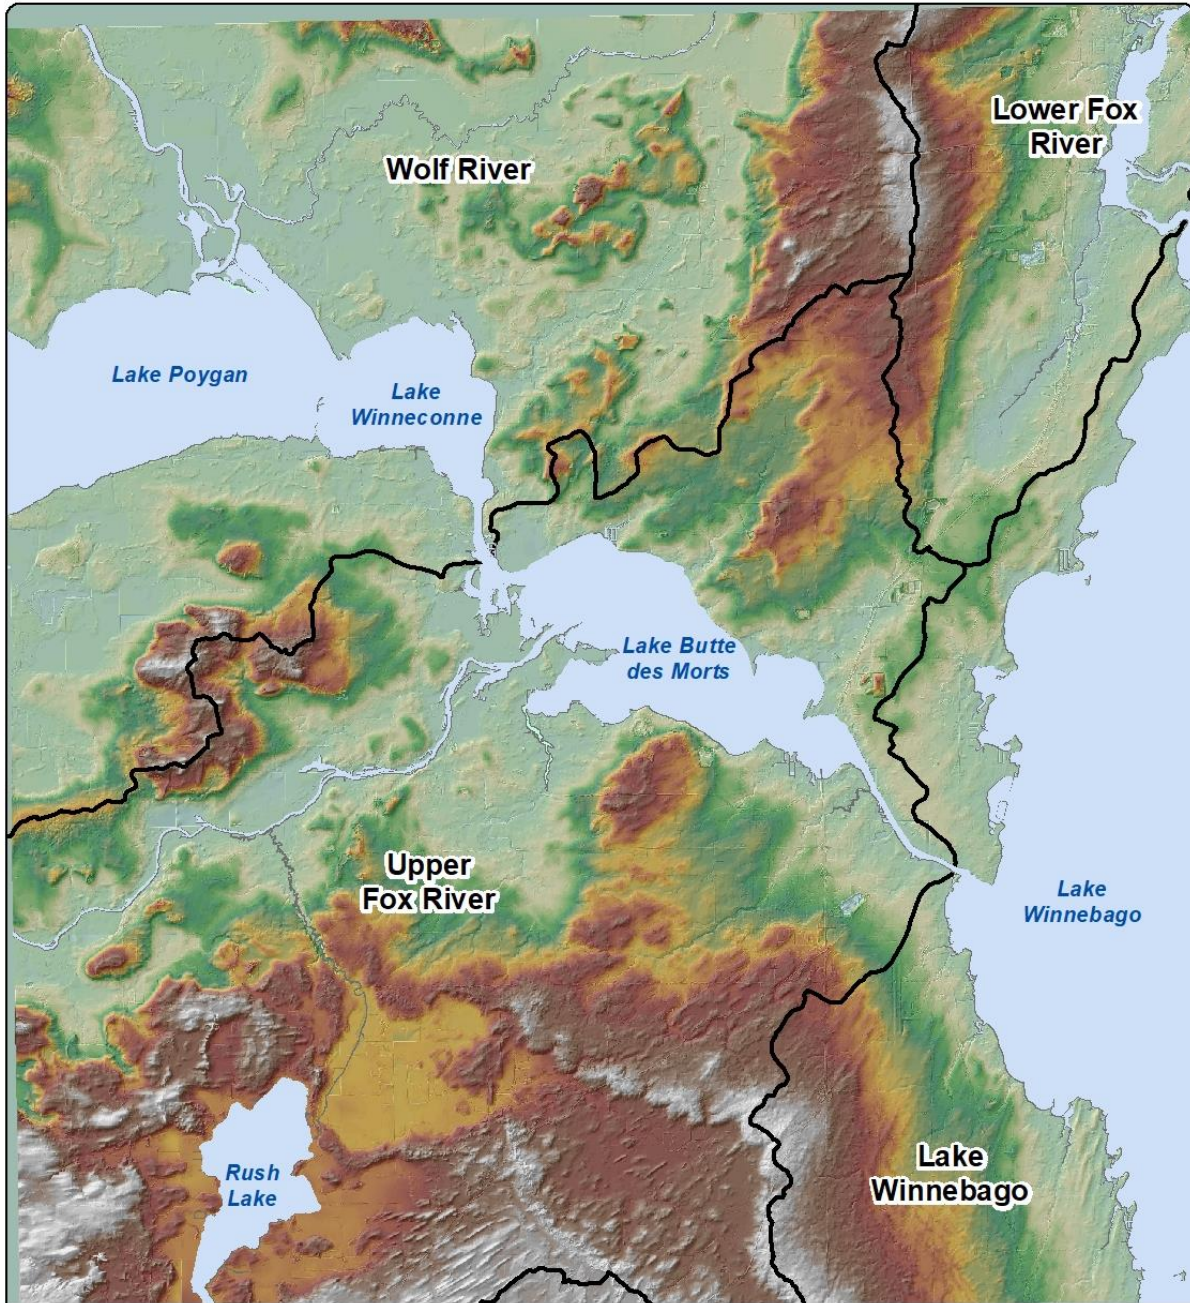 Lower Fox
River
Wolf River
Lake Poygan
Lake
Winneconne
Lake Butte
des Morts
Upper
Fox River
Lake
Winnebago
Lake
Winnebago
Rush
Lake